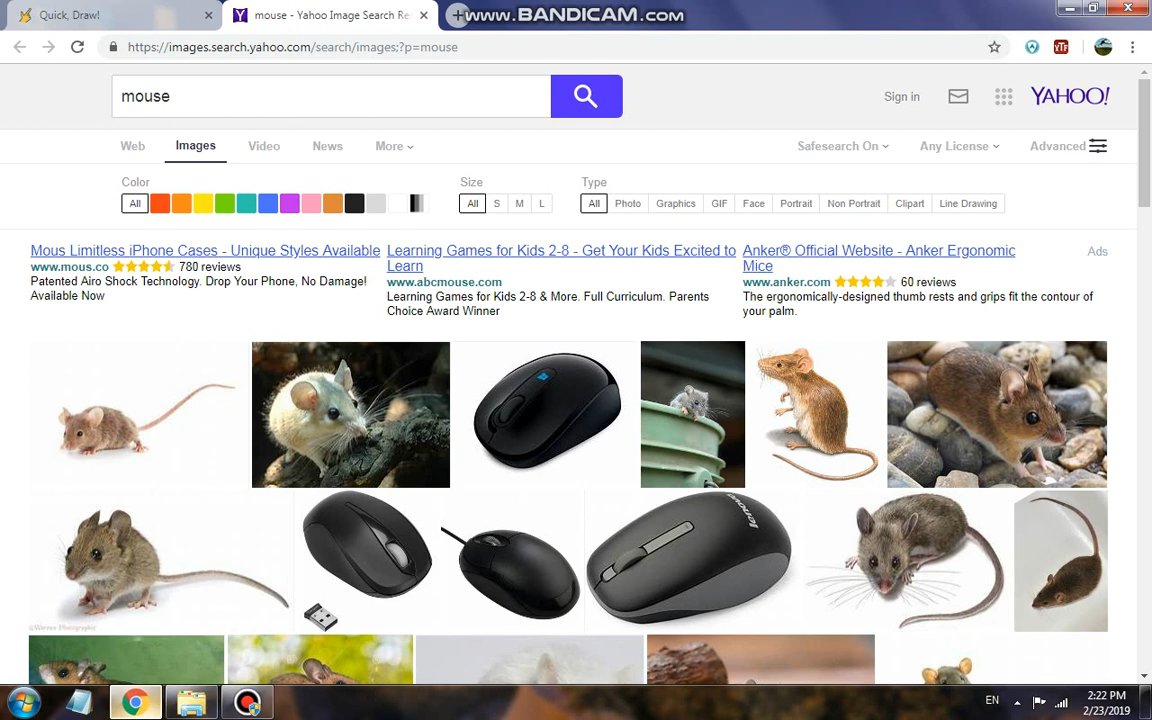 Quick, Draw!
mouse - Yahoo Image Search Re
www.BANDICAM.com
https://images.search.yahoo.com/search/images;?p=mouse
YTF
mouse
Sign in
YAHOO!
Web Images Video News More
Safesearch On Any License Advanced
Color Size Type
All
All S M L
All Photo Graphics GIF Face Portrait Non Portrait Clipart Line Drawing
Mous Limitless iPhone Cases - Unique Styles Available
www.mous.co 780 reviews
Patented Airo Shock Technology. Drop Your Phone, No Damage!
Available Now
Learning Games for Kids 2-8 - Get Your Kids Excited to
Learn
www.abcmouse.com
Learning Games for Kids 2-8 & More. Full Curriculum. Parents
Choice Award Winner
Anker® Official Website - Anker Ergonomic
Mice
www.anker.com 60 reviews
The ergonomically-designed thumb rests and grips fit the contour of
your palm.
Ads
lenovo
©Warren Photographic
EN
2:22 PM
2/23/2019